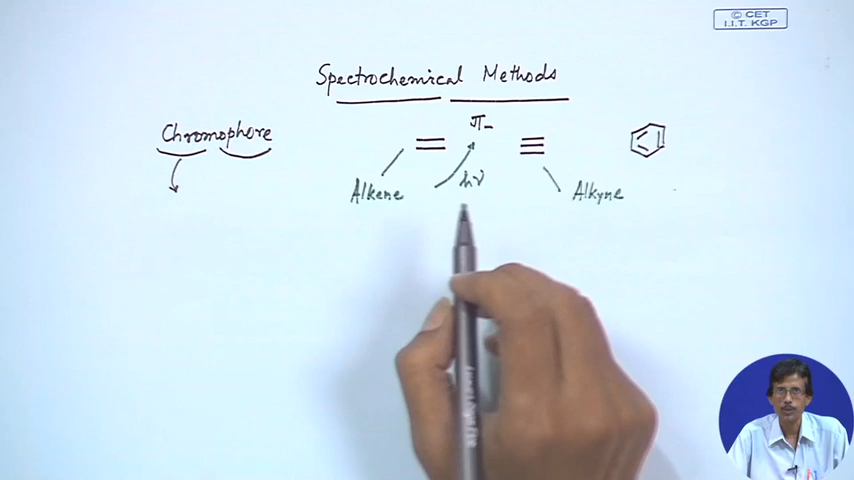 © CET
I.I.T. KGP
Spectrochemical Methods
Chromophore
π-
hν
Alkene
Alkyne